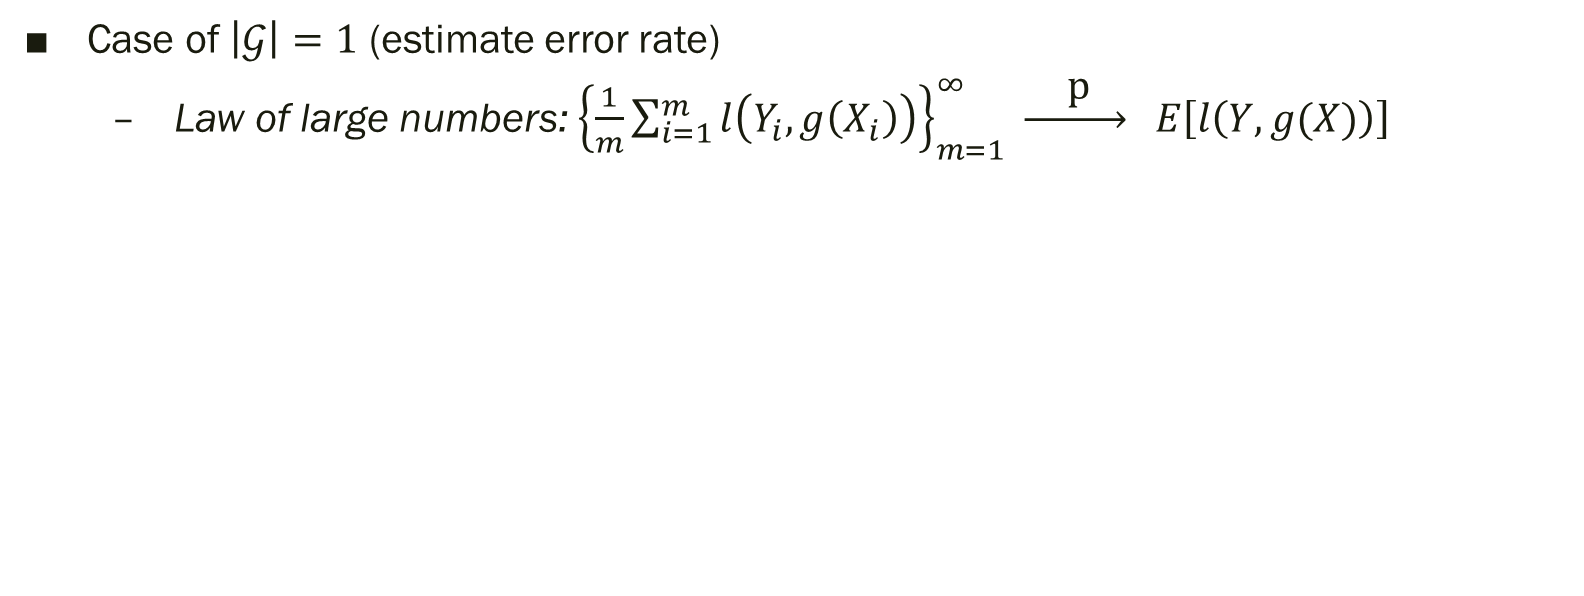 ■ Case of |𝒢| = 1 (estimate error rate)
– Law of large numbers: {1/m ∑_{i=1}^{m} l(Y_i, g(X_i))}_{m=1}^{∞} —p→ E[l(Y, g(X))]